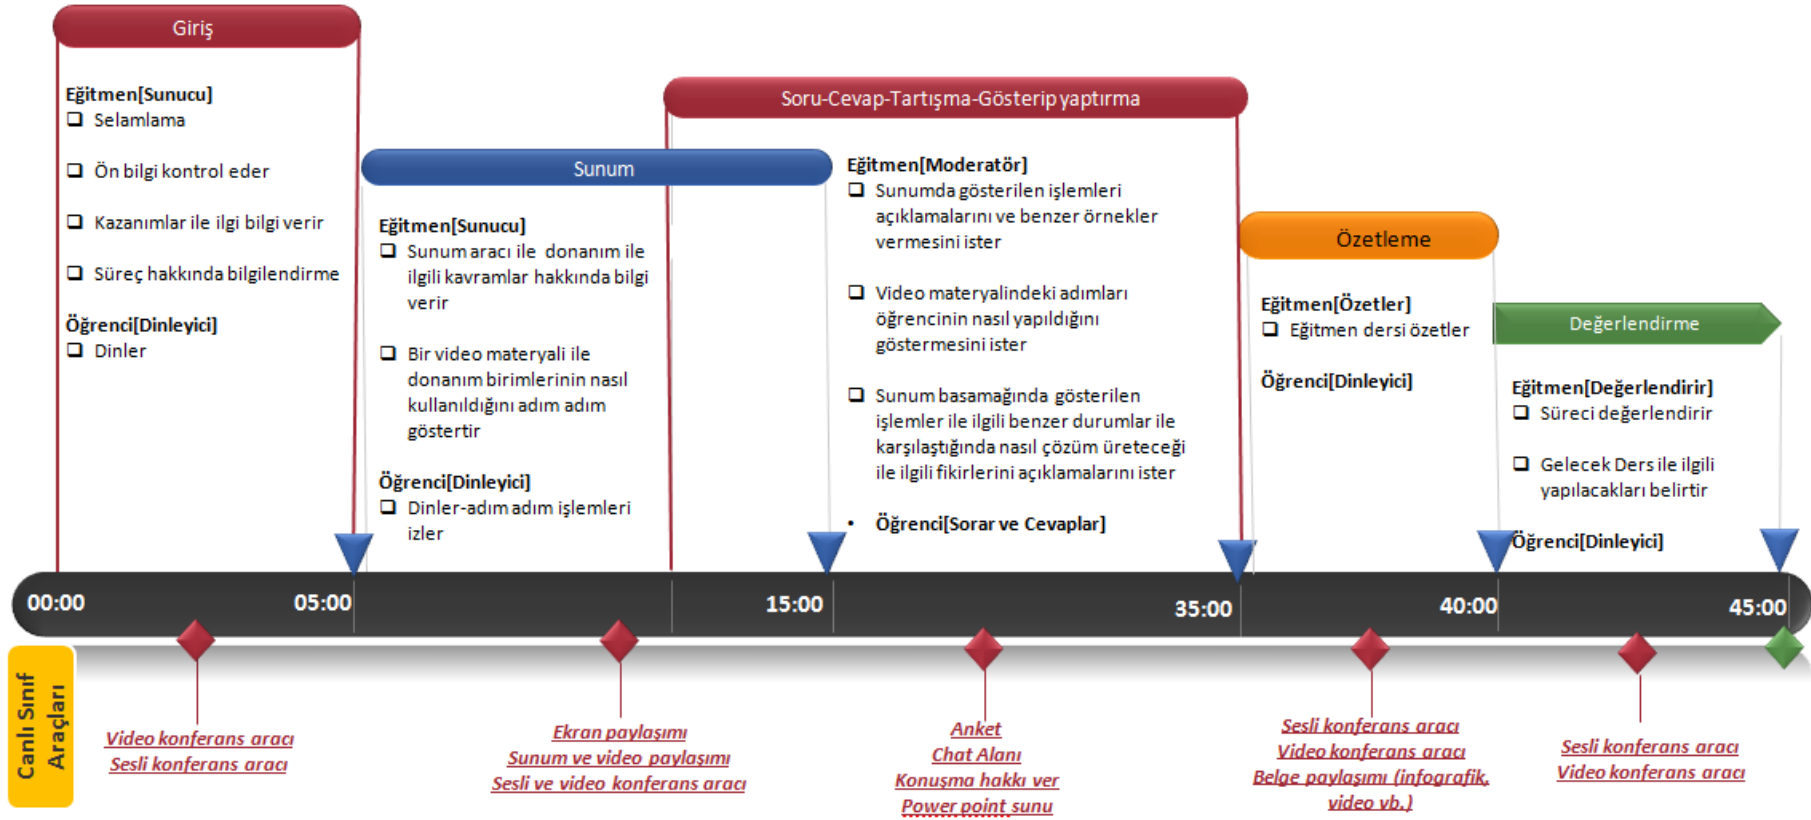 Giriş
Eğitmen[Sunucu]
❑ Selamlama
❑ Ön bilgi kontrol eder
❑ Kazanımlar ile ilgi bilgi verir
❑ Süreç hakkında bilgilendirme
Öğrenci[Dinleyici]
❑ Dinler
Sunum
Eğitmen[Sunucu]
❑ Sunum aracı ile donanım ile
ilgili kavramlar hakkında bilgi
verir
❑ Bir video materyali ile
donanım birimlerinin nasıl
kullanıldığını adım adım
göstertir
Öğrenci[Dinleyici]
❑ Dinler-adım adım işlemleri
izler
Soru-Cevap-Tartışma-Gösterip yaptırma
Eğitmen[Moderatör]
❑ Sunumda gösterilen işlemleri
açıklamalarını ve benzer örnekler
vermesini ister
❑ Video materyalindeki adımları
öğrencinin nasıl yapıldığını
göstermesini ister
❑ Sunum basamağında gösterilen
işlemler ile ilgili benzer durumlar ile
karşılaştığında nasıl çözüm üreteceği
ile ilgili fikirlerini açıklamalarını ister
• Öğrenci[Sorar ve Cevaplar]
Özetleme
Eğitmen[Özetler]
❑ Eğitmen dersi özetler
Öğrenci[Dinleyici]
Değerlendirme
Eğitmen[Değerlendirir]
❑ Süreci değerlendirir
❑ Gelecek Ders ile ilgili
yapılacakları belirtir
Öğrenci[Dinleyici]
00:00
05:00
15:00
35:00
40:00
45:00
Canlı Sınıf
Araçları
Video konferans aracı
Sesli konferans aracı
Ekran paylaşımı
Sunum ve video paylaşımı
Sesli ve video konferans aracı
Anket
Chat Alanı
Konuşma hakkı ver
Power point sunu
Sesli konferans aracı
Video konferans aracı
Belge paylaşımı (infografik,
video vb.)
Sesli konferans aracı
Video konferans aracı